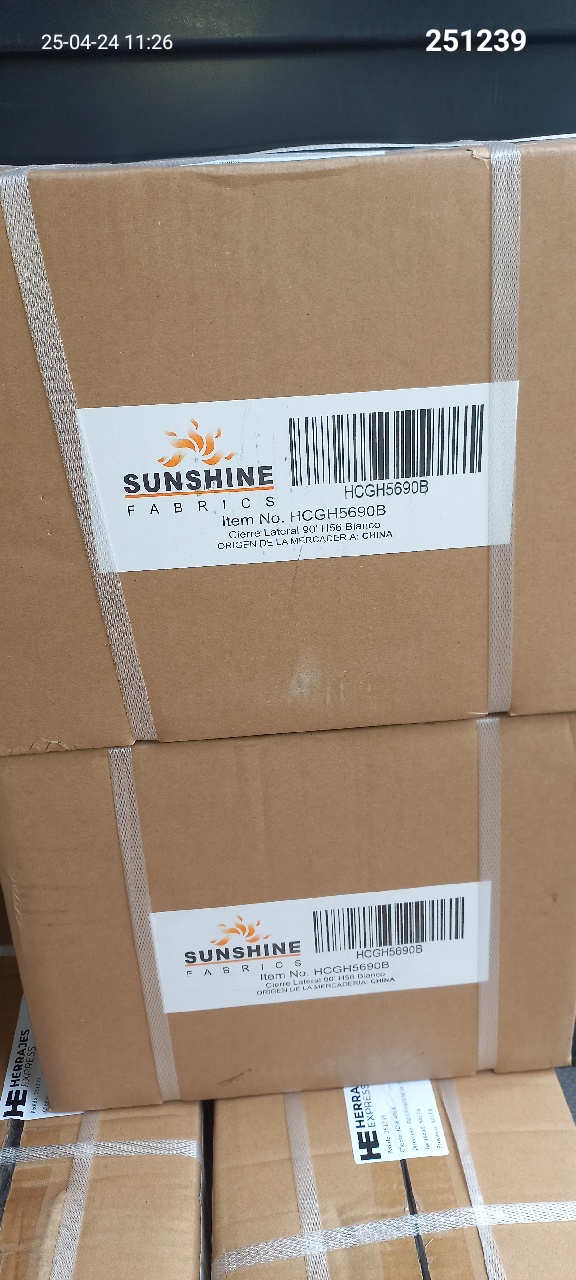 25-04-24 11:26
251239
SUNSHINE
FABRICS
HCGH5690B
Item No. HCGH5690B
Cierre Lateral 90' H56 Blanco
ORIGEN DE LA MERCADERIA: CHINA
SUNSHINE
FABRICS
HCGH5690B
Item No. HCGH5690B
Cierre Lateral 90' H56 Blanco
ORIGEN DE LA MERCADERIA: CHINA
HE HERRAJES
EXPRESS
HE HERRA
EXPRES